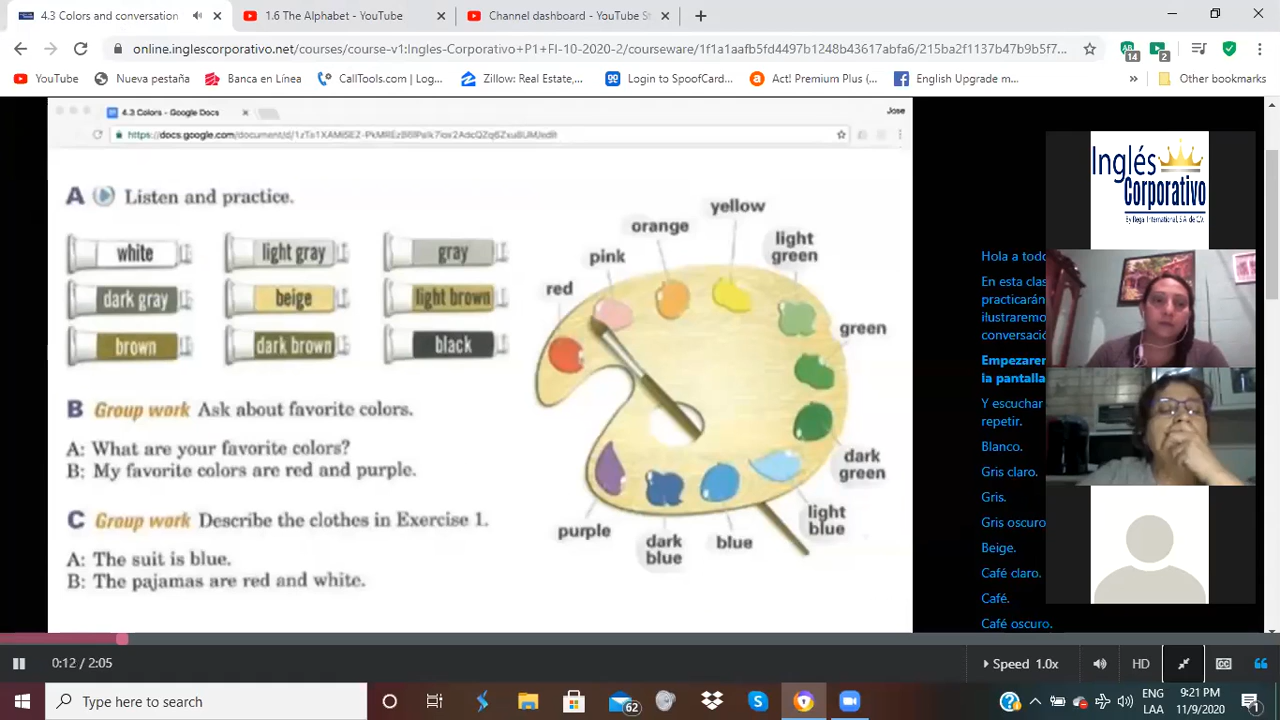 4.3 Colors and conversation
1.6 The Alphabet - YouTube
Channel dashboard - YouTube St
online.inglescorporativo.net/courses/course-v1:Ingles-Corporativo+P1+FI-10-2020-2/courseware/1f1a1aafb5fd4497b1248b43617abfa6/215ba2f1137b47b9b5f7...
14
2
YouTube
Nueva pestaña
Banca en Línea
CallTools.com | Log...
Zillow: Real Estate,...
Login to SpoofCard...
Act! Premium Plus (...
English Upgrade m...
»
Other bookmarks
4.3 Colors - Google Docs
Jose
A Listen and practice.
white
light gray
gray
dark gray
beige
light brown
brown
dark brown
black
B Group work Ask about favorite colors.
A: What are your favorite colors?
B: My favorite colors are red and purple.
C Group work Describe the clothes in Exercise 1.
A: The suit is blue.
B: The pajamas are red and white.
red
pink
orange
yellow
light
green
green
dark
green
light
blue
blue
dark
blue
purple
Inglés
Corporativo
Hola a todo
En esta clas
practicarán
ilustraremo
conversació
Empezarer
la pantalla
Y escuchar
repetir.
Blanco.
Gris claro.
Gris.
Gris oscuro
Beige.
Café claro.
Café.
Café oscuro.
0:12 / 2:05
Speed 1.0x
HD
Type here to search
62
ENG
LAA
9:21 PM
11/9/2020
1